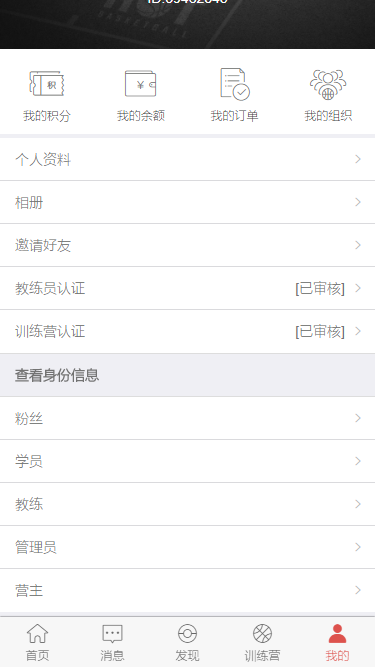 我的积分 我的余额 我的订单 我的组织
个人资料
相册
邀请好友
教练员认证 [已审核]
训练营认证 [已审核]
查看身份信息
粉丝
学员
教练
管理员
营主
首页 消息 发现 训练营 我的